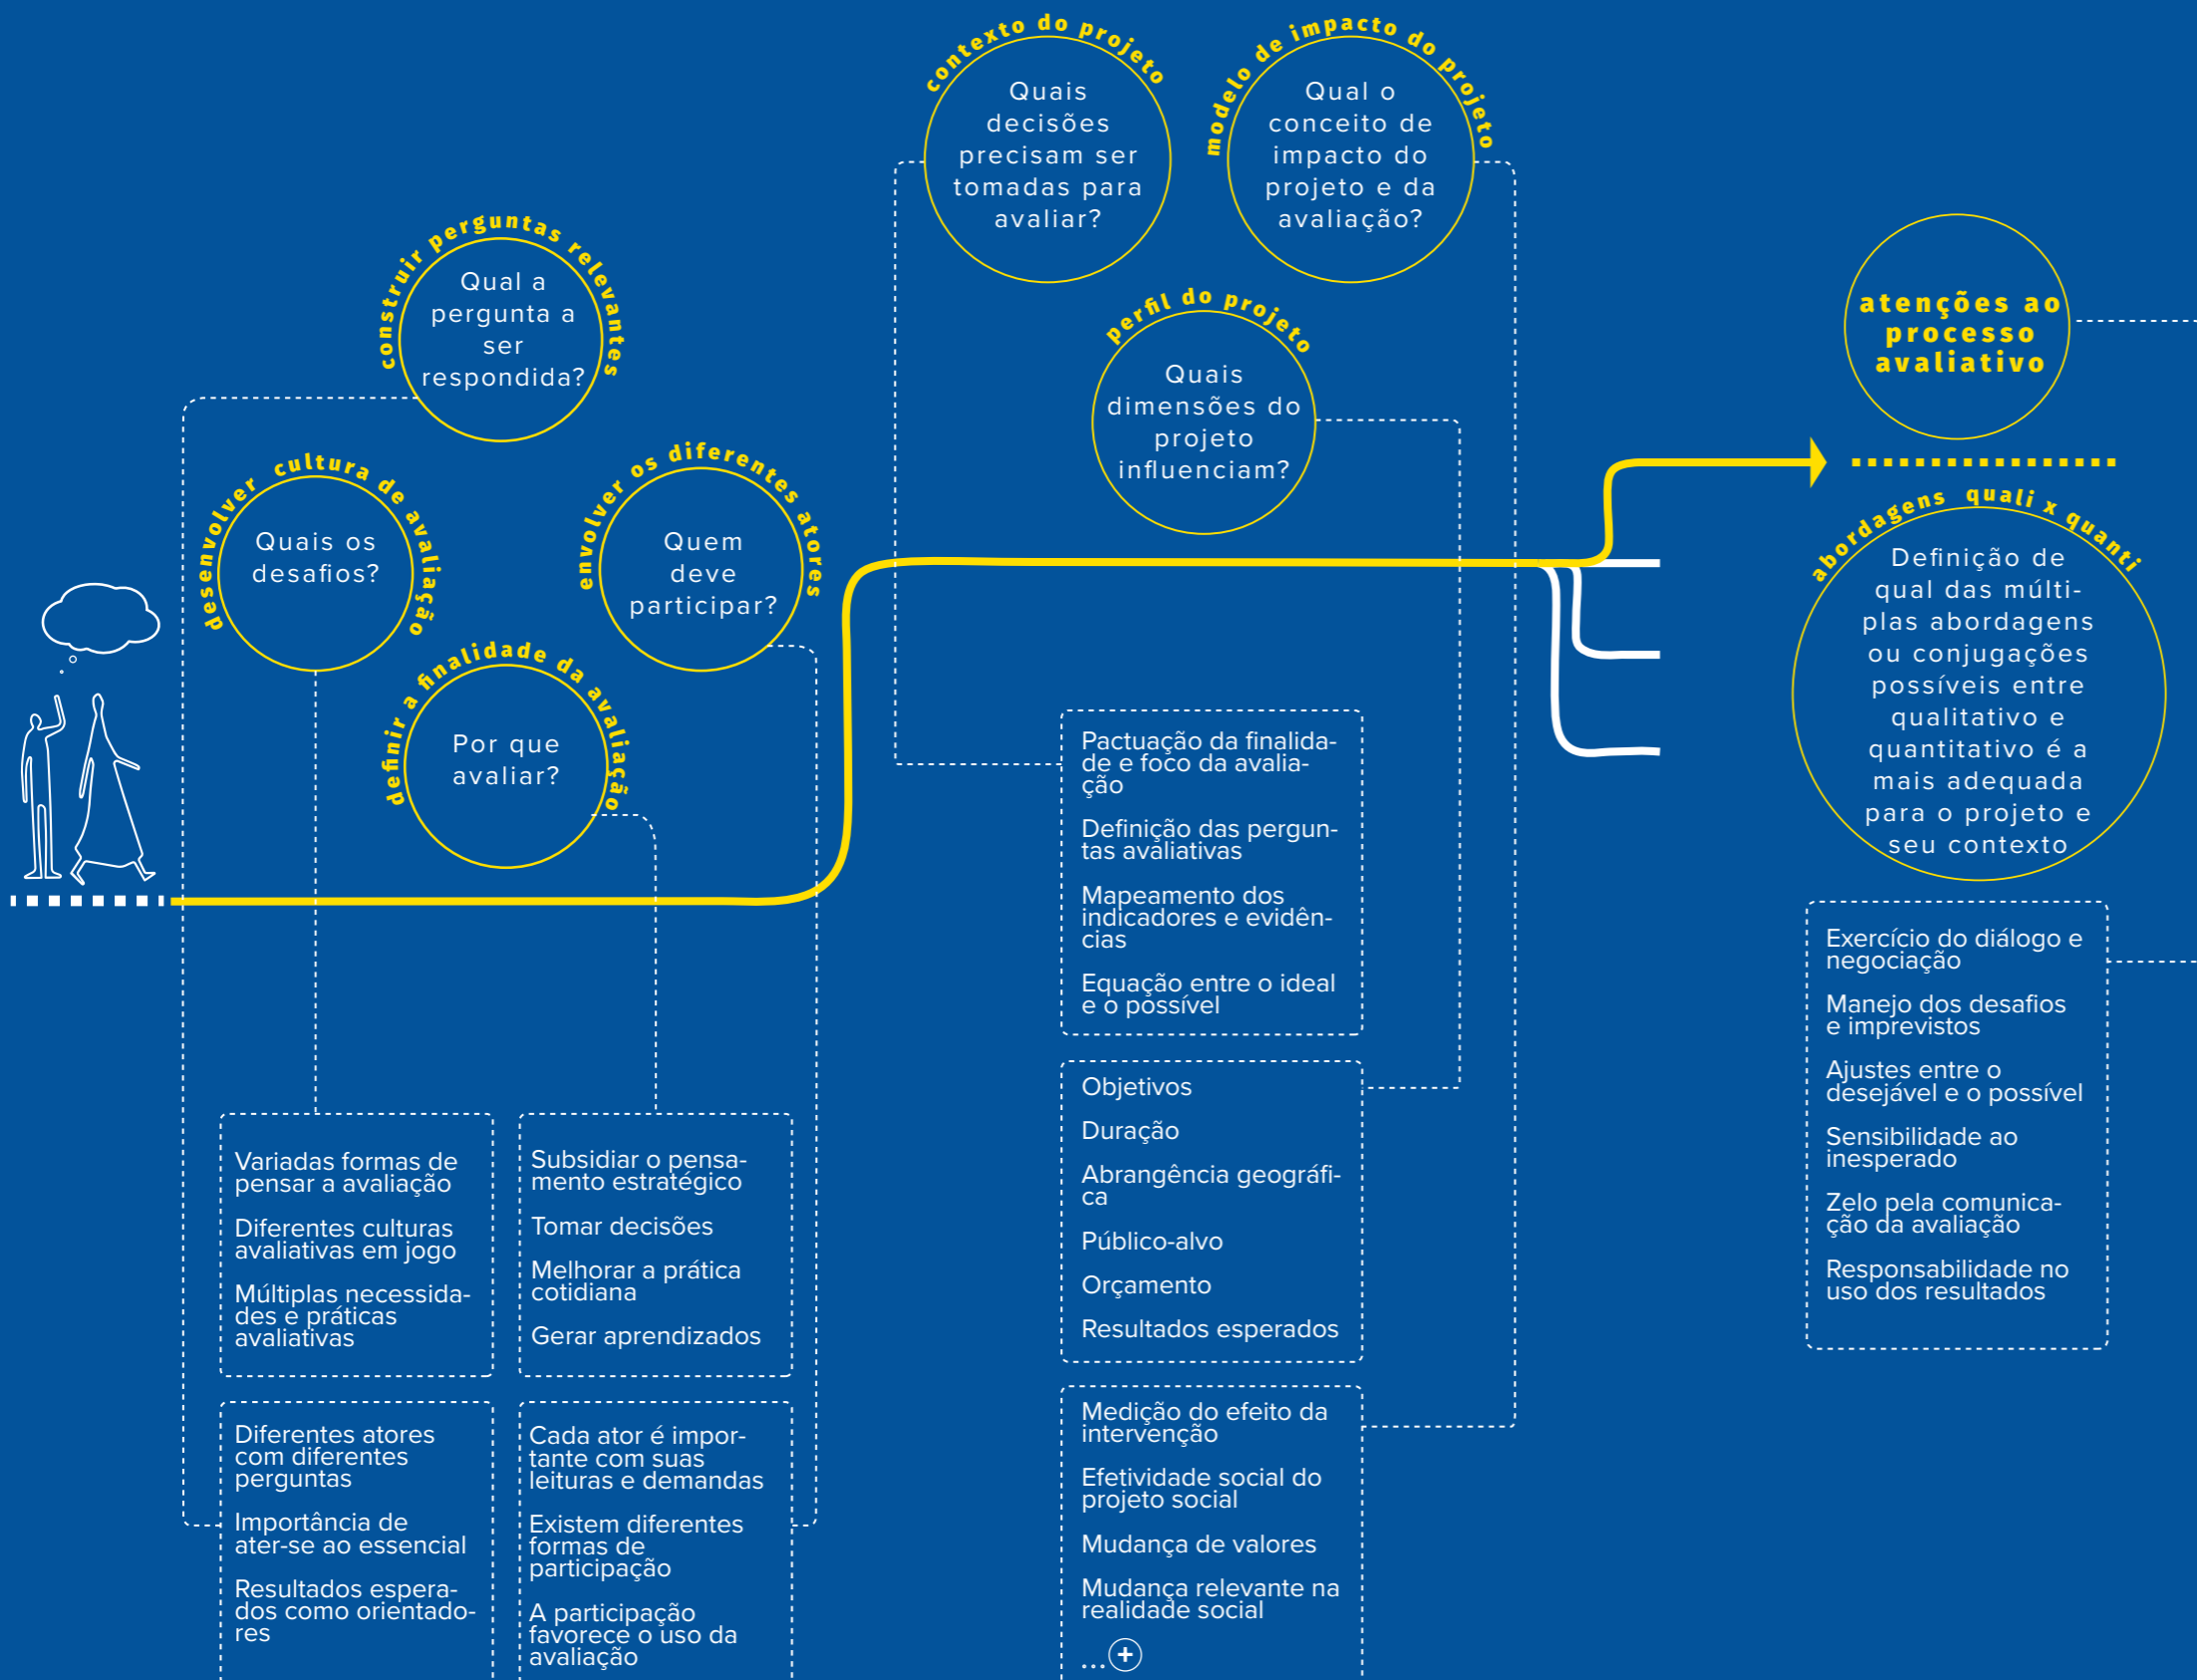 construir perguntas relevantes
Qual a
pergunta a
ser
respondida?
desenvolver cultura de avaliação
Quais os
desafios?
envolver os diferentes atores
Quem
deve
participar?
definir a finalidade da avaliação
Por que
avaliar?
Variadas formas de
pensar a avaliação
Diferentes culturas
avaliativas em jogo
Múltiplas necessida-
des e práticas
avaliativas
Subsidiar o pensa-
mento estratégico
Tomar decisões
Melhorar a prática
cotidiana
Gerar aprendizados
Diferentes atores
com diferentes
perguntas
Importância de
ater-se ao essencial
Resultados espera-
dos como orientado-
res
Cada ator é impor-
tante com suas
leituras e demandas
Existem diferentes
formas de
participação
A participação
favorece o uso da
avaliação
contexto do projeto
Quais
decisões
precisam ser
tomadas para
avaliar?
modelo de impacto do projeto
Qual o
conceito de
impacto do
projeto e da
avaliação?
perfil do projeto
Quais
dimensões do
projeto
influenciam?
Pactuação da finalida-
de e foco da avalia-
ção
Definição das pergun-
tas avaliativas
Mapeamento dos
indicadores e evidên-
cias
Equação entre o ideal
e o possível
Objetivos
Duração
Abrangência geográfi-
ca
Público-alvo
Orçamento
Resultados esperados
Medição do efeito da
intervenção
Efetividade social do
projeto social
Mudança de valores
Mudança relevante na
realidade social
...+
atenções ao
processo
avaliativo
abordagens quali x quanti
Definição de
qual das múlti-
plas abordagens
ou conjugações
possíveis entre
qualitativo e
quantitativo é a
mais adequada
para o projeto e
seu contexto
Exercício do diálogo e
negociação
Manejo dos desafios
e imprevistos
Ajustes entre o
desejável e o possível
Sensibilidade ao
inesperado
Zelo pela comunica-
ção da avaliação
Responsabilidade no
uso dos resultados